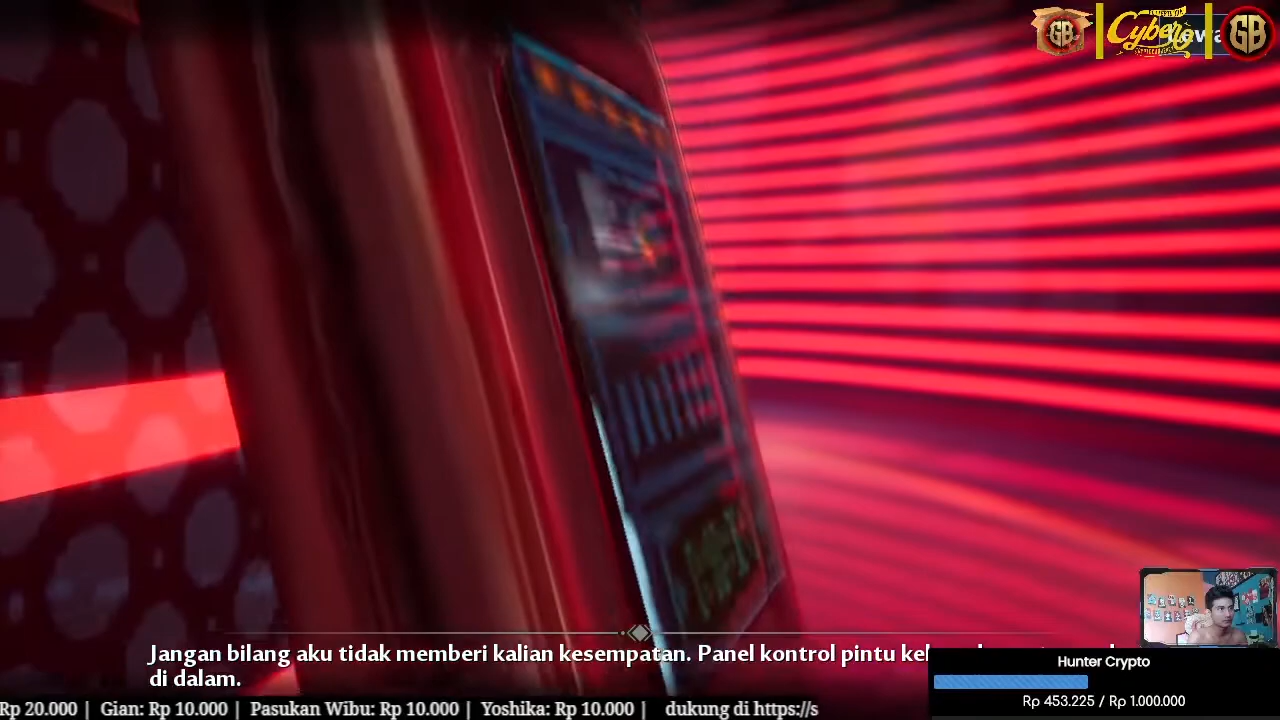 GB
Cyber
GB
Jangan bilang aku tidak memberi kalian kesempatan. Panel kontrol pintu
di dalam.
Hunter Crypto
Rp 453.225 / Rp 1.000.000
Rp 20.000 | Gian: Rp 10.000 | Pasukan Wibu: Rp 10.000 | Yoshika: Rp 10.000 | dukung di https://s